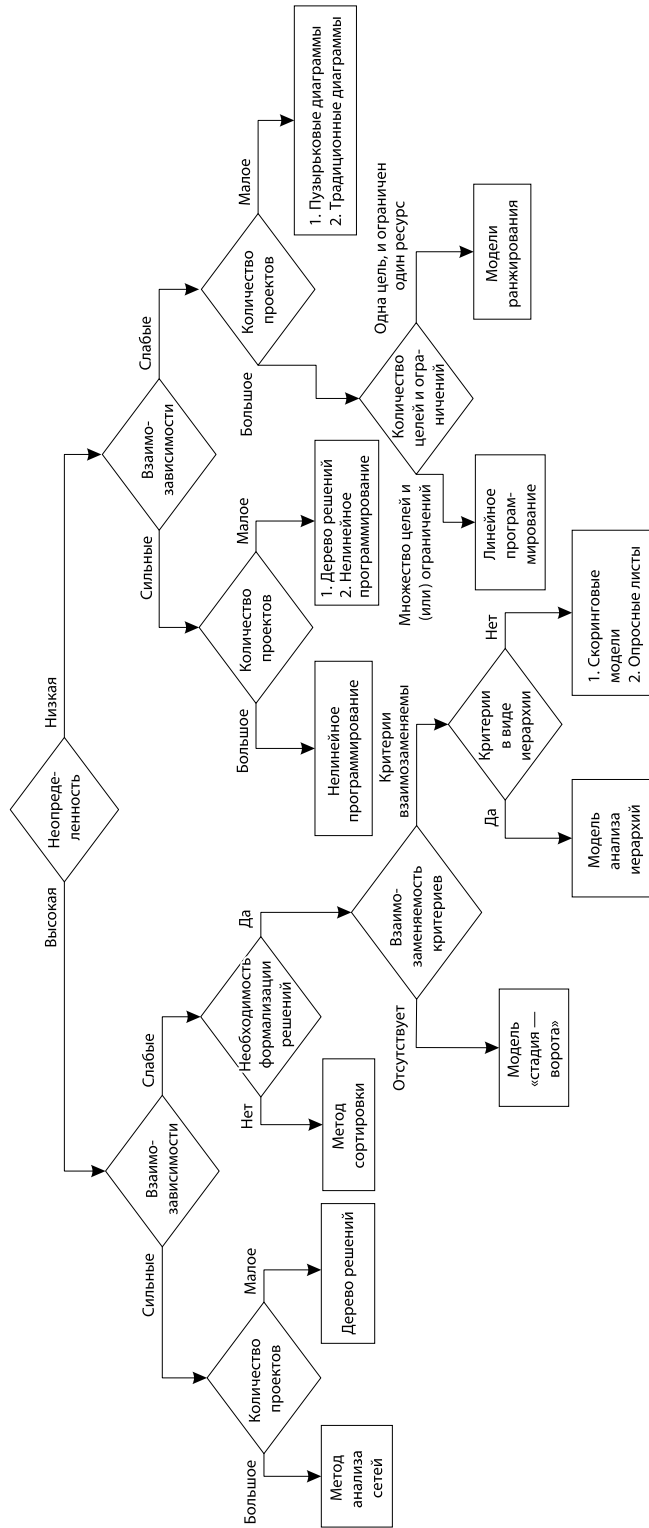 Неопреде-
ленность
Высокая
Низкая
Взаимо-
зависимости
Сильные
Слабые
Взаимо-
зависимости
Сильные
Слабые
Количество
проектов
Большое
Малое
Необходимость
формализации
решений
Нет
Да
Количество
проектов
Большое
Малое
Количество
проектов
Большое
Малое
Метод
анализа
сетей
Дерево решений
Метод
сортировки
Нелинейное
программирование
1. Дерево решений
2. Нелинейное
программирование
1. Пузырьковые диаграммы
2. Традиционные диаграммы
Взаимо-
заменяемость
критериев
Отсутствует
Критерии
взаимозаменяемы
Количество
целей и огра-
ничений
Множество целей и
(или) ограничений
Одна цель, и ограничен
один ресурс
Модель
«стадия —
ворота»
Критерии
в виде
иерархии
Да
Нет
Линейное
програм-
мирование
Модели
ранжирования
Модель
анализа
иерархий
1. Скоринговые
модели
2. Опросные листы